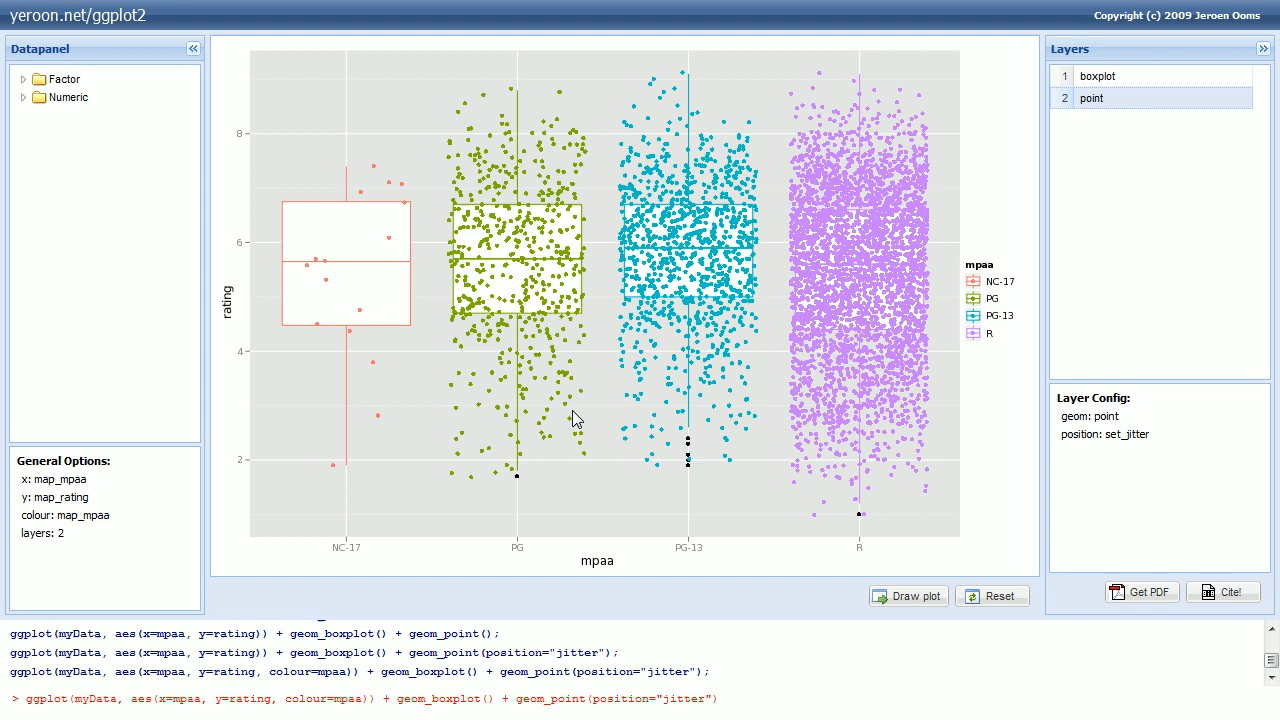 yeroon.net/ggplot2
Copyright (c) 2009 Jeroen Ooms
Datapanel
Factor
Numeric
General Options:
x: map_mpaa
y: map_rating
colour: map_mpaa
layers: 2
rating
8
6
4
2
NC-17 PG PG-13 R
mpaa
mpaa
NC-17
PG
PG-13
R
Draw plot Reset
Layers
1 boxplot
2 point
Layer Config:
geom: point
position: set_jitter
Get PDF Cite!
ggplot(myData, aes(x=mpaa, y=rating)) + geom_boxplot() + geom_point();
ggplot(myData, aes(x=mpaa, y=rating)) + geom_boxplot() + geom_point(position="jitter");
ggplot(myData, aes(x=mpaa, y=rating, colour=mpaa)) + geom_boxplot() + geom_point(position="jitter");
> ggplot(myData, aes(x=mpaa, y=rating, colour=mpaa)) + geom_boxplot() + geom_point(position="jitter")